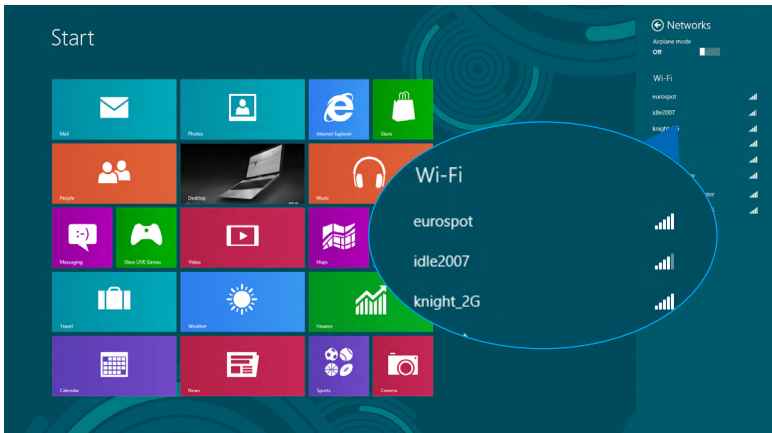 Start
Networks
Airplane mode
Off
Wi-Fi
eurospot
idle2007
Mail
Photos
Internet Explorer
Store
People
Desktop
Music
Messaging
Xbox LIVE Games
Video
Maps
Travel
Weather
Finance
Calendar
News
Sports
Camera
Wi-Fi
eurospot
idle2007
knight_2G